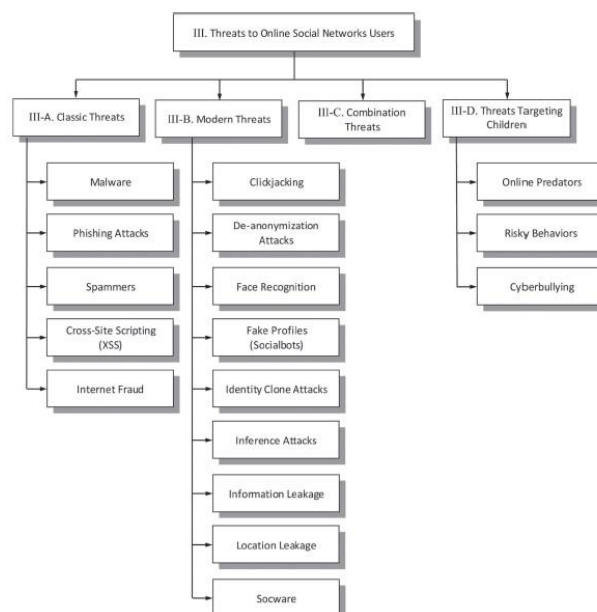 III. Threats to Online Social Networks Users
III-A. Classic Threats
III-B. Modern Threats
III-C. Combination
Threats
III-D. Threats Targeting
Children
Malware
Phishing Attacks
Spammers
Cross-Site Scripting
(XSS)
Internet Fraud
Clickjacking
De-anonymization
Attacks
Face Recognition
Fake Profiles
(Socialbots)
Identity Clone Attacks
Inference Attacks
Information Leakage
Location Leakage
Socware
Online Predators
Risky Behaviors
Cyberbullying